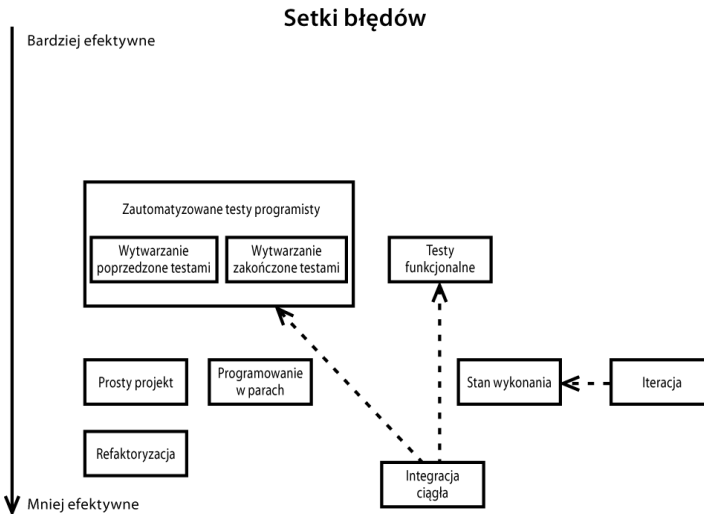 Setki błędów
Bardziej efektywne
Zautomatyzowane testy programisty
Wytwarzanie
poprzedzone testami
Wytwarzanie
zakończone testami
Testy
funkcjonalne
Prosty projekt
Programowanie
w parach
Stan wykonania
Iteracja
Refaktoryzacja
Integracja
ciągła
Mniej efektywne